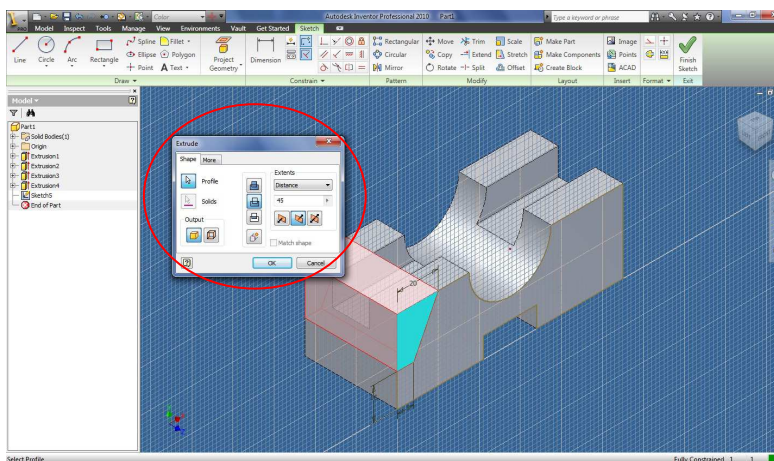 Color
Autodesk Inventor Professional 2010 Part1
Type a keyword or phrase
PRO Model Inspect Tools Manage View Environments Vault Get Started Sketch
Line Circle Arc Rectangle
Spline Fillet
Ellipse Polygon
Point A Text
Project Geometry
Dimension
Rectangular
Circular
Mirror
Move Trim Scale
Copy Extend Stretch
Rotate Split Offset
Make Part
Make Components
Create Block
Image
Points
ACAD
Finish Sketch
Draw Constrain Pattern Modify Layout Insert Format Exit
Model
Part1
Solid Bodies(1)
Origin
Extrusion1
Extrusion2
Extrusion3
Extrusion4
Sketch5
End of Part
Extrude
Shape More
Profile
Solids
Output
Extents
Distance
45
Match shape
OK Cancel
20
Select Profile
Fully Constrained 1 1